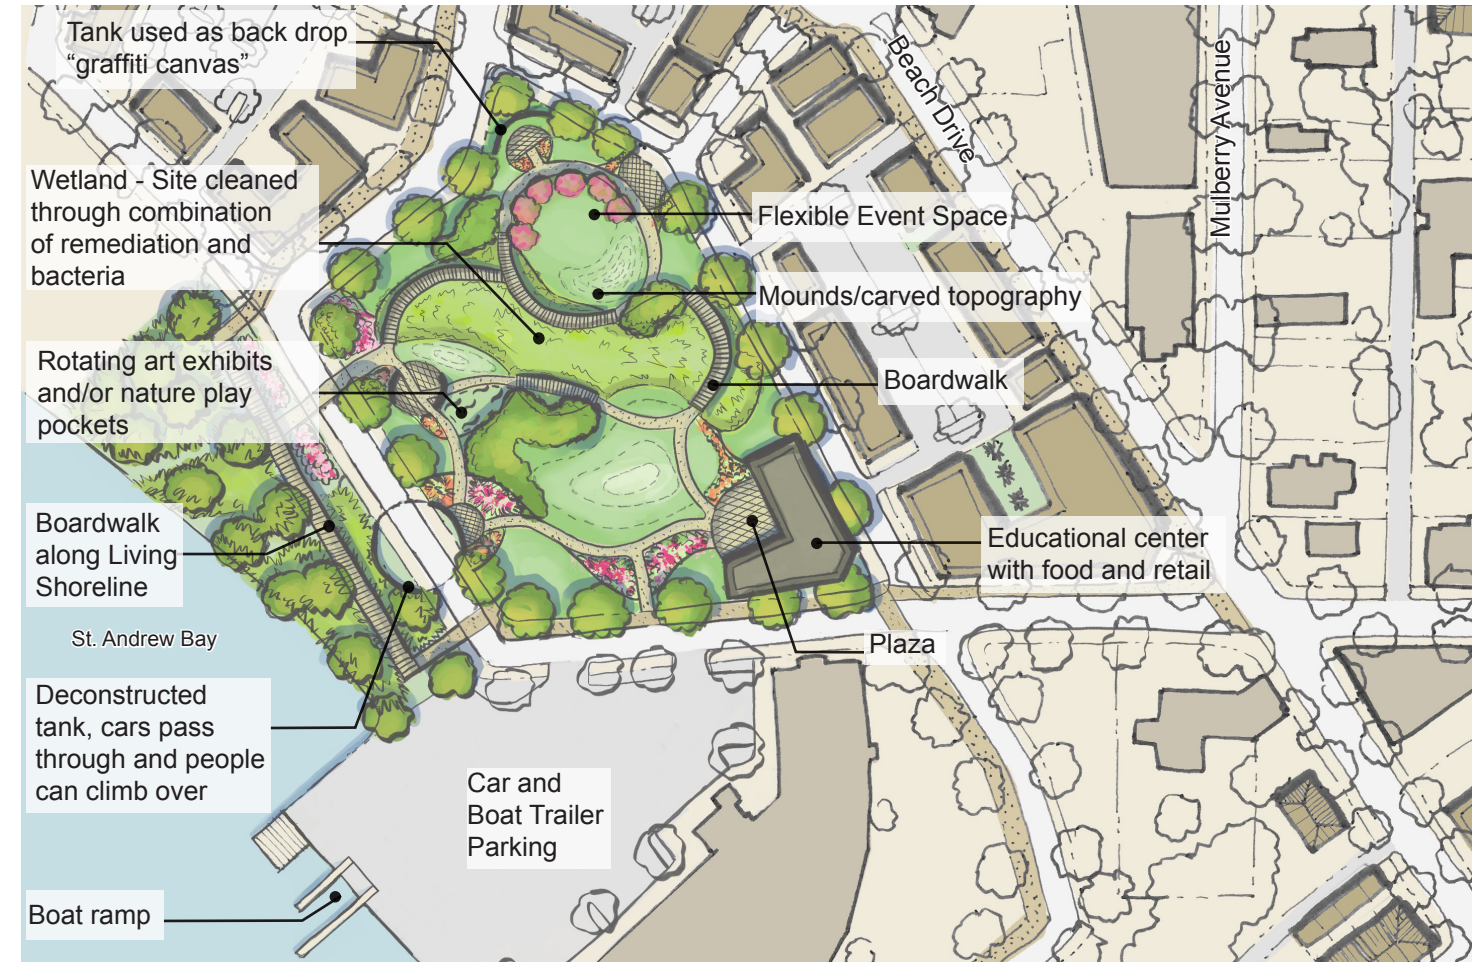 Tank used as back drop
“graffiti canvas”
Beach Drive
Mulberry Avenue
Wetland - Site cleaned
through combination
of remediation and
bacteria
Flexible Event Space
Mounds/carved topography
Rotating art exhibits
and/or nature play
pockets
Boardwalk
Boardwalk
along Living
Shoreline
Educational center
with food and retail
St. Andrew Bay
Plaza
Deconstructed
tank, cars pass
through and people
can climb over
Car and
Boat Trailer
Parking
Boat ramp